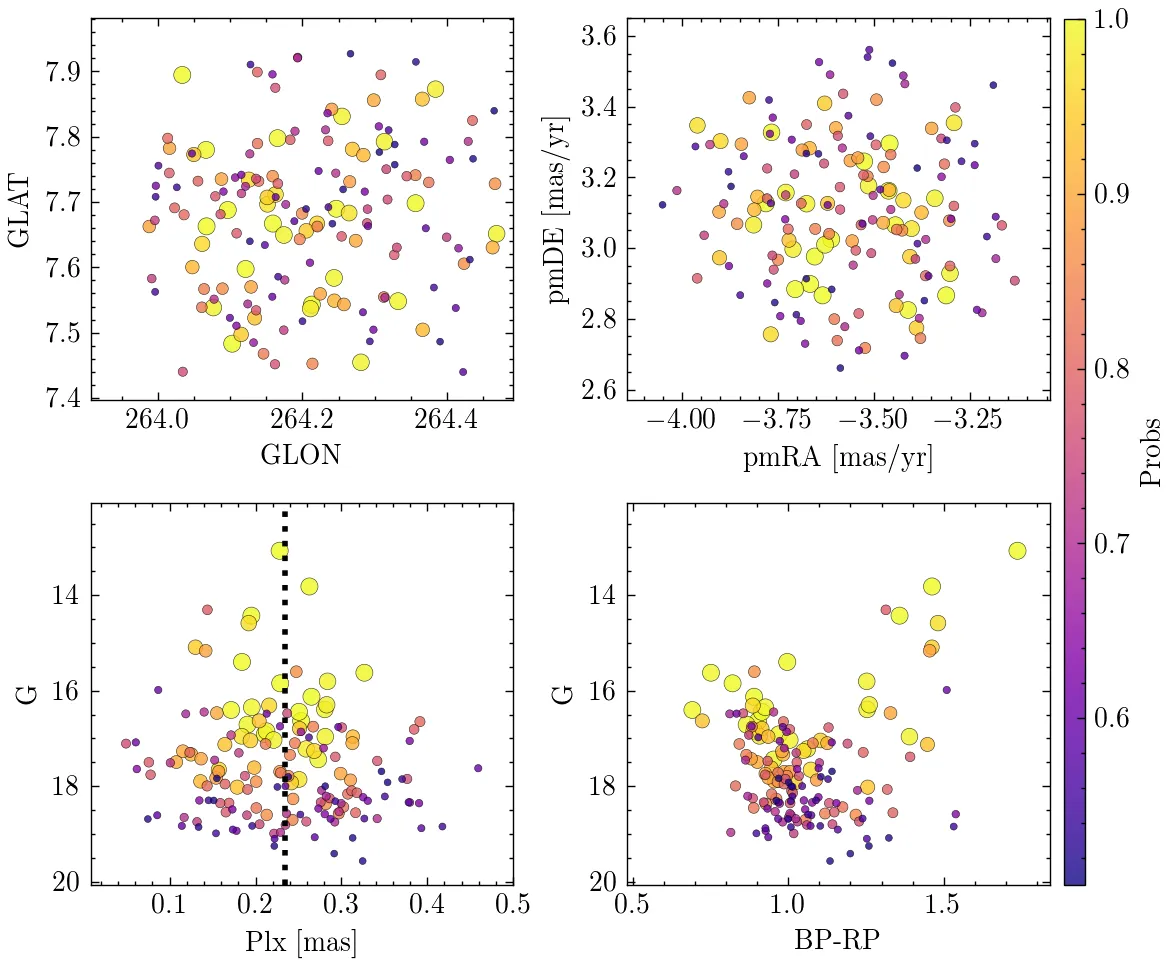 7.9
7.8
7.7
7.6
7.5
7.4
GLAT
264.0 264.2 264.4
GLON
3.6
3.4
3.2
3.0
2.8
2.6
pmDE [mas/yr]
−4.00 −3.75 −3.50 −3.25
pmRA [mas/yr]
14
16
18
20
G
0.1 0.2 0.3 0.4 0.5
Plx [mas]
14
16
18
20
G
0.5 1.0 1.5
BP-RP
1.0
0.9
0.8
0.7
0.6
Probs